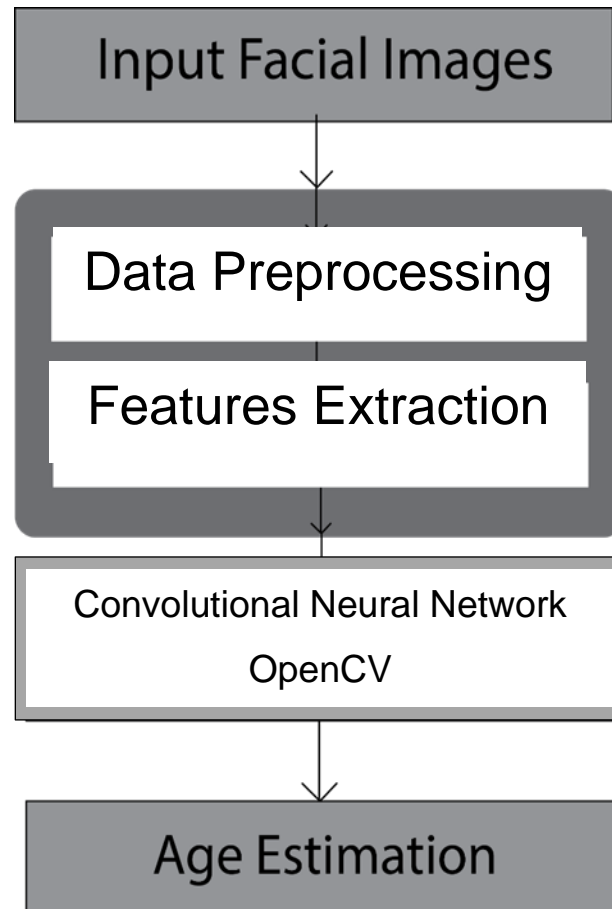 Input Facial Images
Data Preprocessing
Features Extraction
Convolutional Neural Network
OpenCV
Age Estimation